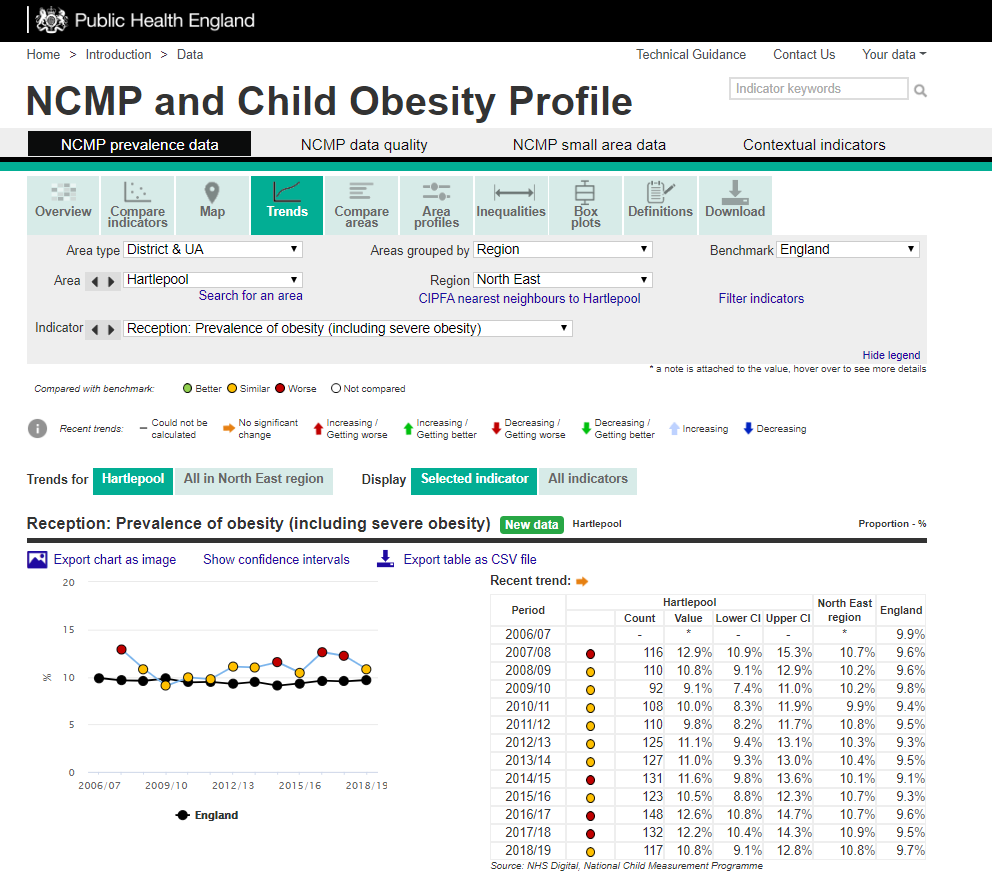 Public Health England
Home > Introduction > Data
Technical Guidance Contact Us Your data
NCMP and Child Obesity Profile
Indicator keywords
NCMP prevalence data NCMP data quality NCMP small area data Contextual indicators
Overview Compare indicators Map Trends Compare areas Area profiles Inequalities Box plots Definitions Download
Area type District & UA Areas grouped by Region Benchmark England
Area Hartlepool Region North East
Search for an area CIPFA nearest neighbours to Hartlepool Filter indicators
Indicator Reception: Prevalence of obesity (including severe obesity)
Hide legend
* a note is attached to the value, hover over to see more details
Compared with benchmark: Better Similar Worse Not compared
i Recent trends: – Could not be calculated No significant change Increasing / Getting worse Increasing / Getting better Decreasing / Getting worse Decreasing / Getting better Increasing Decreasing
Trends for Hartlepool All in North East region Display Selected indicator All indicators
Reception: Prevalence of obesity (including severe obesity) New data Hartlepool Proportion - %
Export chart as image Show confidence intervals Export table as CSV file
20
15
%
10
5
0
2006/07 2009/10 2012/13 2015/16 2018/19
England
Recent trend:
Period Hartlepool North East region England
Count Value Lower CI Upper CI
2006/07 - * - - * 9.9%
2007/08 116 12.9% 10.9% 15.3% 10.7% 9.6%
2008/09 110 10.8% 9.1% 12.9% 10.2% 9.6%
2009/10 92 9.1% 7.4% 11.0% 10.2% 9.8%
2010/11 108 10.0% 8.3% 11.9% 9.9% 9.4%
2011/12 110 9.8% 8.2% 11.7% 10.8% 9.5%
2012/13 125 11.1% 9.4% 13.1% 10.3% 9.3%
2013/14 127 11.0% 9.3% 13.0% 10.4% 9.5%
2014/15 131 11.6% 9.8% 13.6% 10.1% 9.1%
2015/16 123 10.5% 8.8% 12.3% 10.7% 9.3%
2016/17 148 12.6% 10.8% 14.7% 10.7% 9.6%
2017/18 132 12.2% 10.4% 14.3% 10.9% 9.5%
2018/19 117 10.8% 9.1% 12.8% 10.8% 9.7%
Source: NHS Digital, National Child Measurement Programme